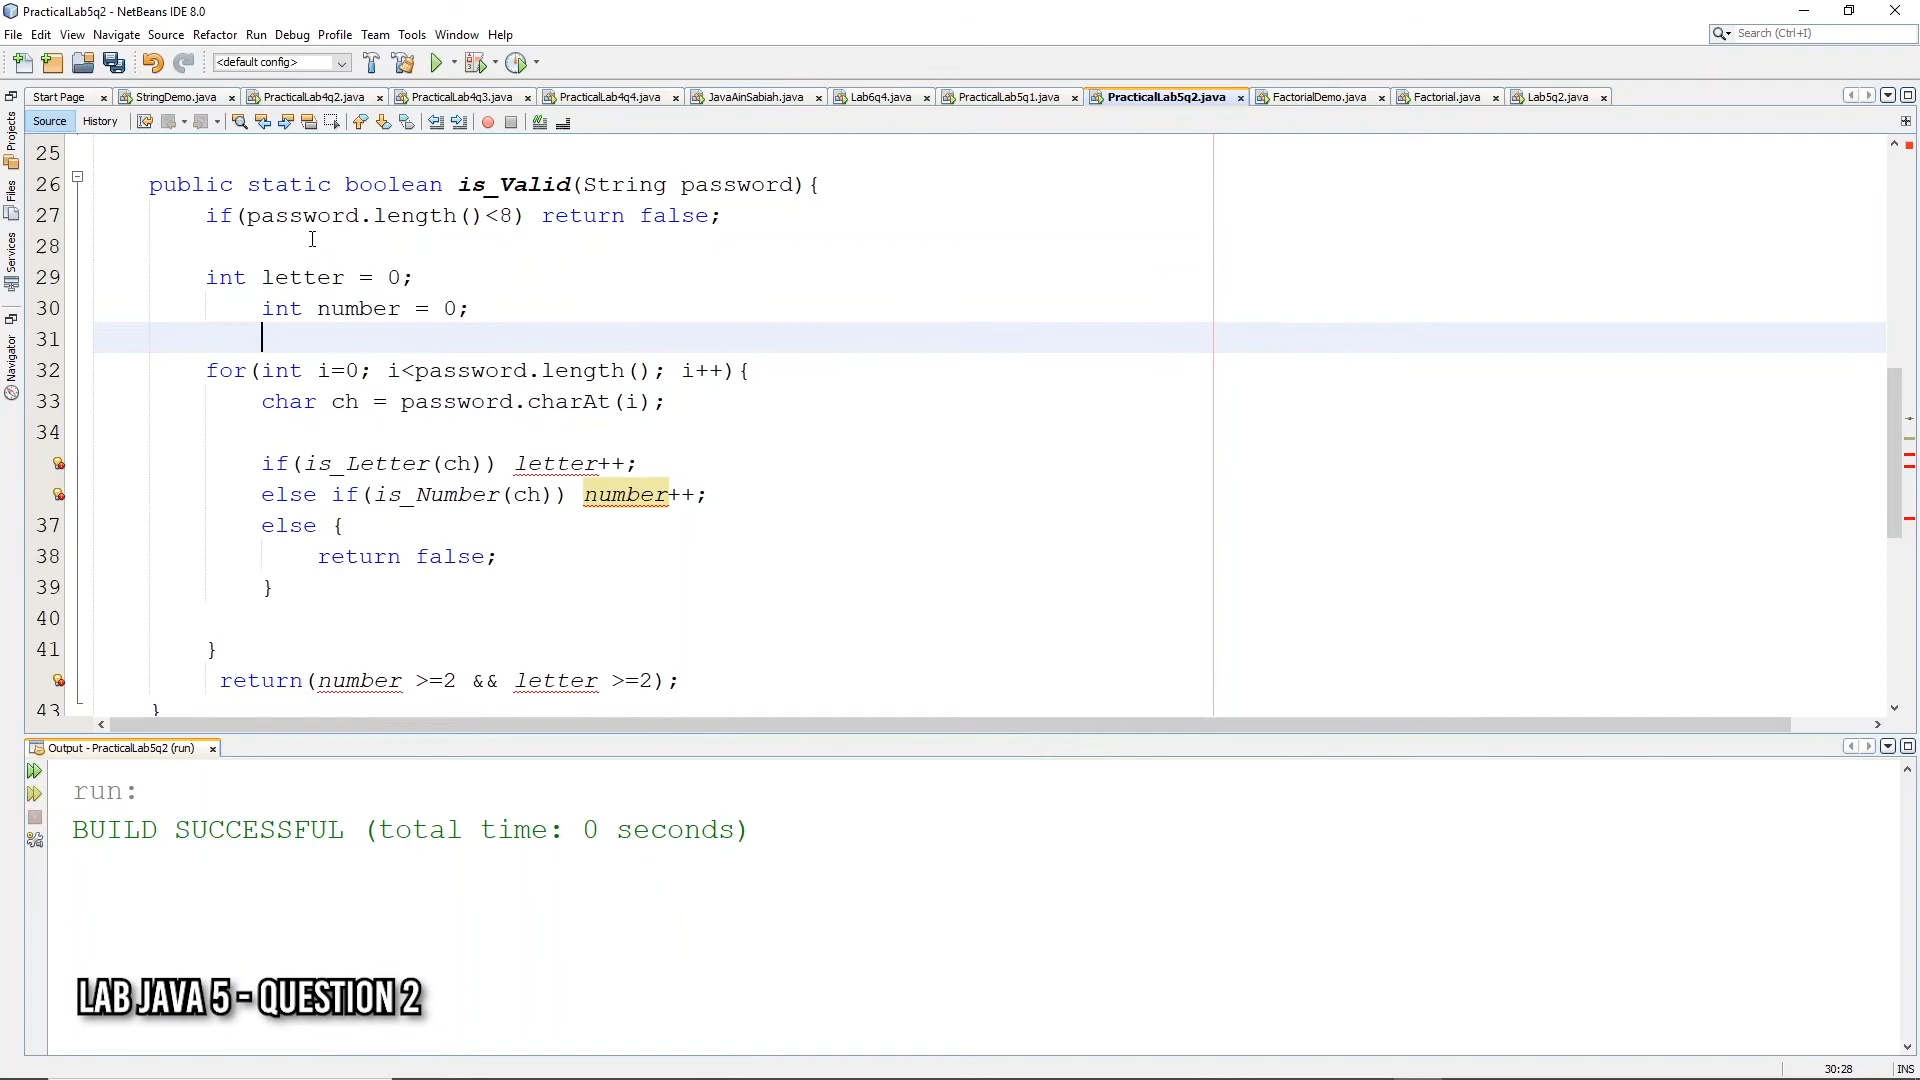 PracticalLab5q2 - NetBeans IDE 8.0
File Edit View Navigate Source Refactor Run Debug Profile Team Tools Window Help
Search (Ctrl+I)
<default config>
Start Page StringDemo.java PracticalLab4q2.java PracticalLab4q3.java PracticalLab4q4.java JavaAinSabiah.java Lab6q4.java PracticalLab5q1.java PracticalLab5q2.java FactorialDemo.java Factorial.java Lab5q2.java
Source History
Projects
Files
Services
Navigator
25
26 public static boolean is_Valid(String password){
27 if(password.length()<8) return false;
28
29 int letter = 0;
30 int number = 0;
31
32 for(int i=0; i<password.length(); i++){
33 char ch = password.charAt(i);
34
if(is_Letter(ch)) letter++;
else if(is_Number(ch)) number++;
37 else {
38 return false;
39 }
40
41 }
return(number >=2 && letter >=2);
43 }
Output - PracticalLab5q2 (run)
run:
BUILD SUCCESSFUL (total time: 0 seconds)
LAB JAVA 5 - QUESTION 2
30:28 INS